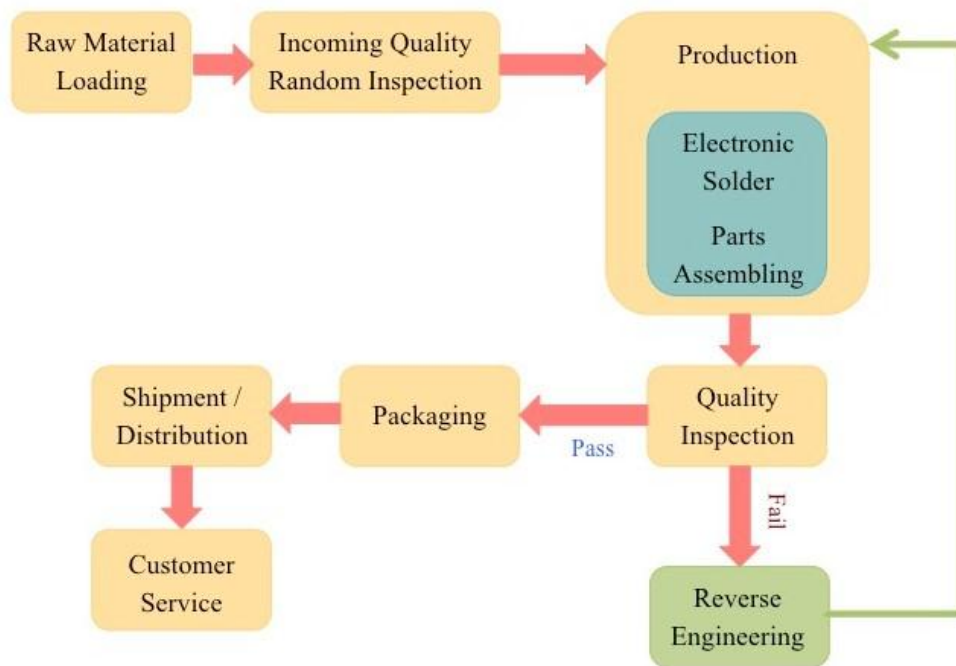 Raw Material
Loading
Incoming Quality
Random Inspection
Production
Electronic
Solder
Parts
Assembling
Quality
Inspection
Pass
Packaging
Shipment /
Distribution
Customer
Service
Fail
Reverse
Engineering